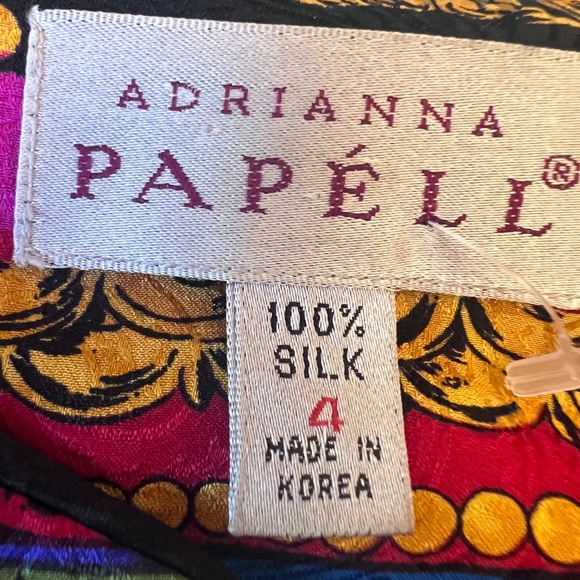 ADRIANNA
PAPÉLL®
100%
SILK
4
MADE IN
KOREA